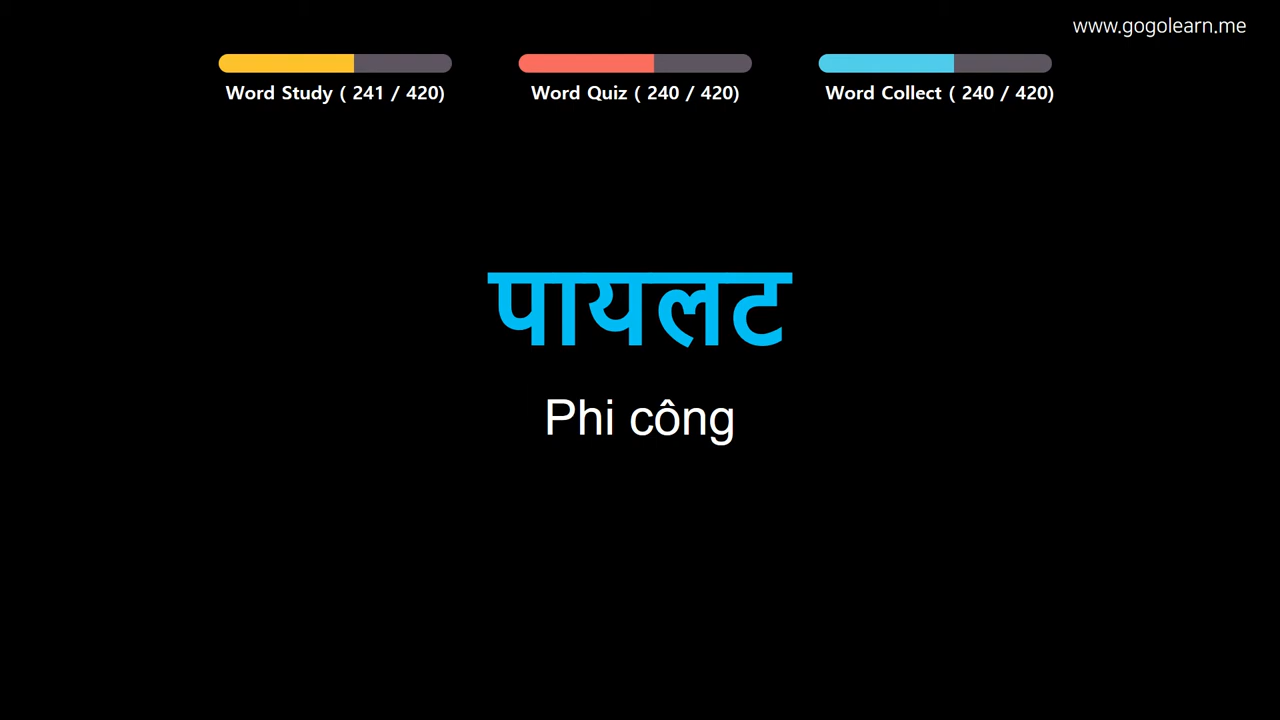 www.gogolearn.me
Word Study ( 241 / 420)
Word Quiz ( 240 / 420)
Word Collect ( 240 / 420)
पायलट
Phi công